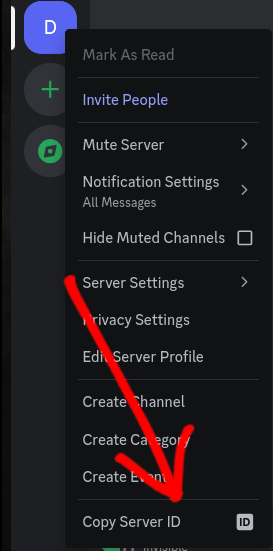 D
Mark As Read
Invite People
Mute Server
Notification Settings
All Messages
Hide Muted Channels
Server Settings
Privacy Settings
Edit Server Profile
Create Channel
Create Category
Create Event
Copy Server ID
ID
Invisible